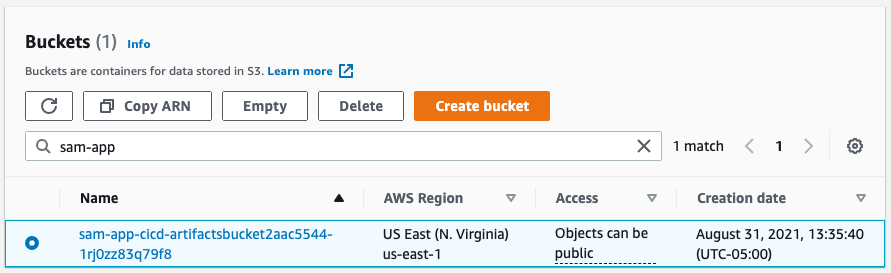 Buckets (1) Info
Buckets are containers for data stored in S3. Learn more
Copy ARN Empty Delete Create bucket
sam-app 1 match 1
Name AWS Region Access Creation date
sam-app-cicd-artifactsbucket2aac5544- US East (N. Virginia) Objects can be August 31, 2021, 13:35:40
1rj0zz83q79f8 us-east-1 public (UTC-05:00)